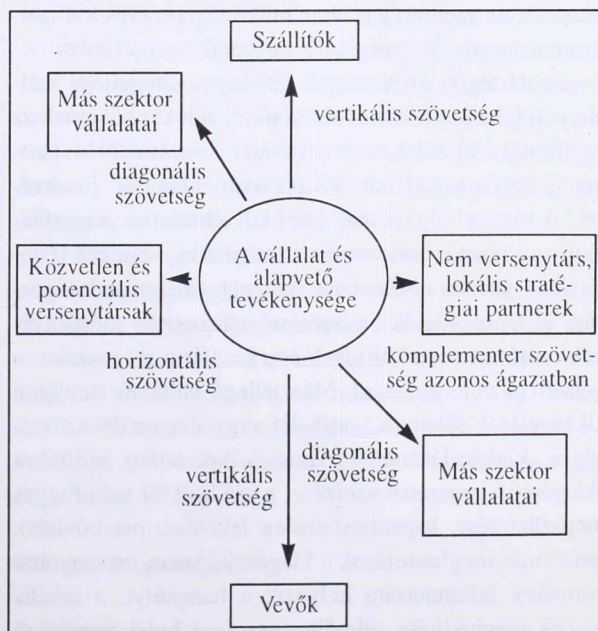 Szállítók
vertikális szövetség
Más szektor
vállalatai
diagonális
szövetség
Közvetlen és
potenciális
versenytársak
A vállalat és
alapvető
tevékenysége
Nem versenytárs,
lokális straté-
giai partnerek
horizontális
szövetség
komplementer szövet-
ség azonos ágazatban
diagonális
szövetség
Más szektor
vállalatai
vertikális
szövetség
Vevők